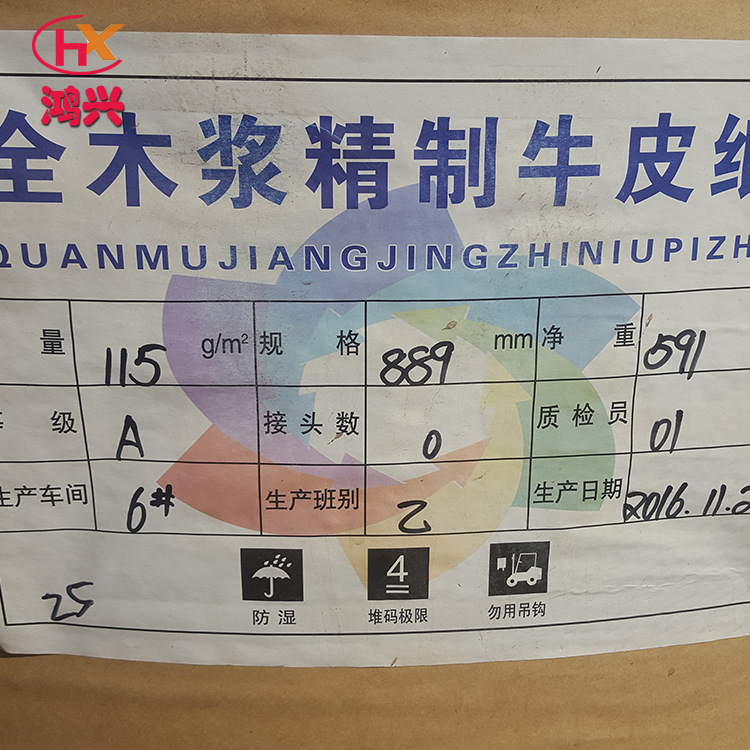 HX
鸿兴
全木浆精制牛皮纸
QUANMUJIANGJINGZHINIUPIZH
量 115 g/m² 规格 889 mm 净重 591
等级 A 接头数 0 质检员 01
生产车间 6# 生产班别 乙 生产日期 2016.11.2
25
防湿 4 堆码极限 勿用吊钩